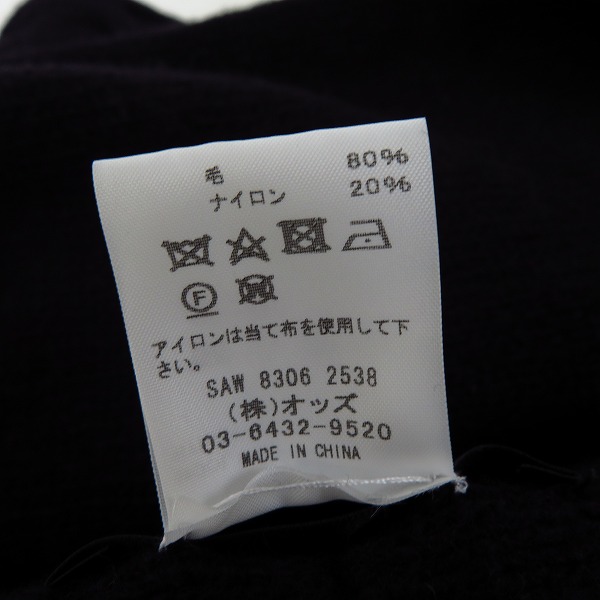 毛 80%
ナイロン 20%
F
アイロンは当て布を使用して下
さい。
SAW 8306 2538
(株)オッズ
03-6432-9520
MADE IN CHINA